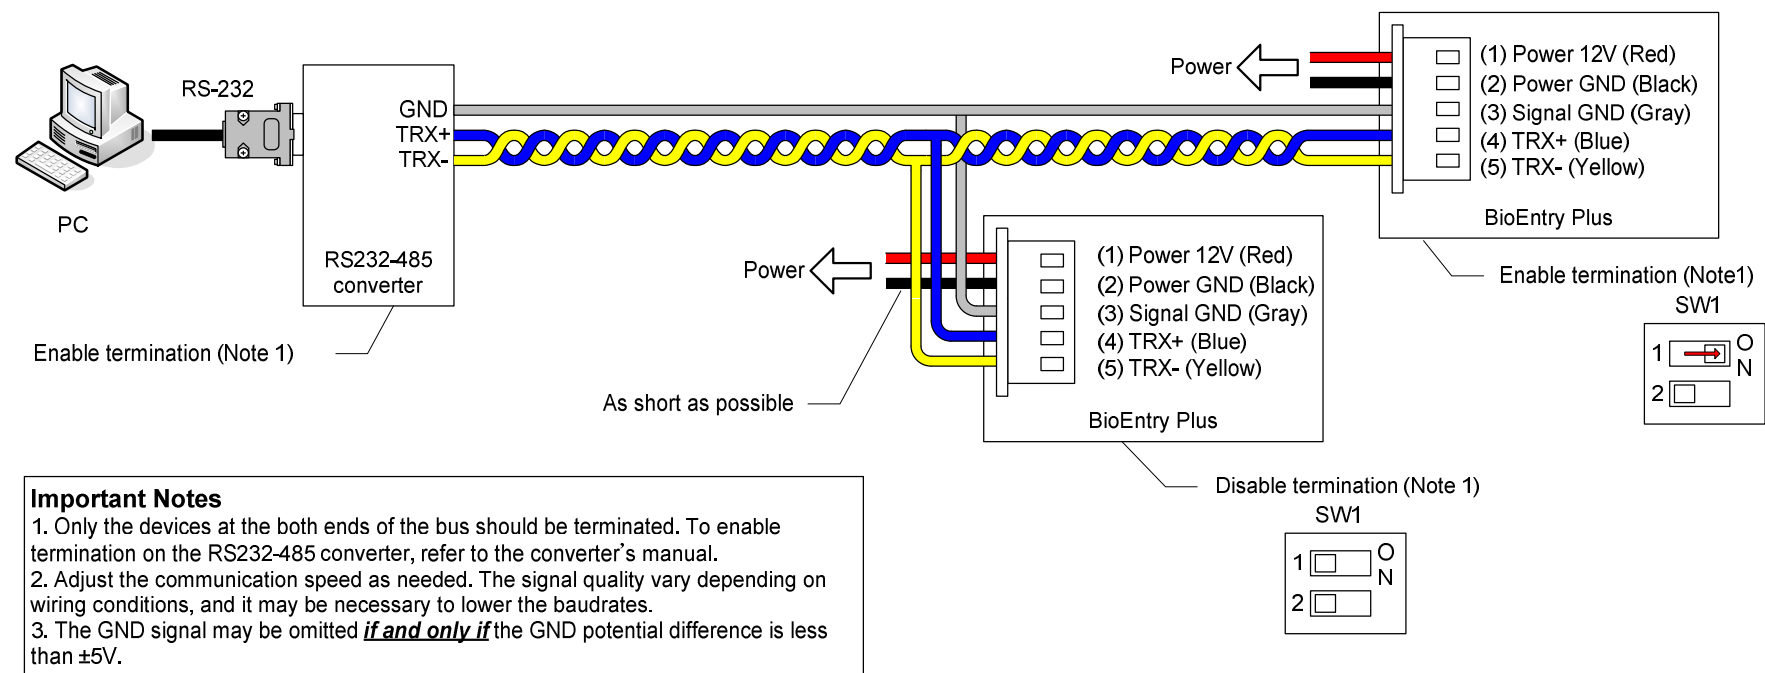 RS-232
PC
GND
TRX+
TRX-
RS232-485
converter
Enable termination (Note 1)
Power
(1) Power 12V (Red)
(2) Power GND (Black)
(3) Signal GND (Gray)
(4) TRX+ (Blue)
(5) TRX- (Yellow)
BioEntry Plus
Enable termination (Note1)
SW1
1
2
O
N
Power
(1) Power 12V (Red)
(2) Power GND (Black)
(3) Signal GND (Gray)
(4) TRX+ (Blue)
(5) TRX- (Yellow)
BioEntry Plus
As short as possible
Disable termination (Note 1)
SW1
1
2
O
N
Important Notes
1. Only the devices at the both ends of the bus should be terminated. To enable
termination on the RS232-485 converter, refer to the converter's manual.
2. Adjust the communication speed as needed. The signal quality vary depending on
wiring conditions, and it may be necessary to lower the baudrates.
3. The GND signal may be omitted if and only if the GND potential difference is less
than ±5V.